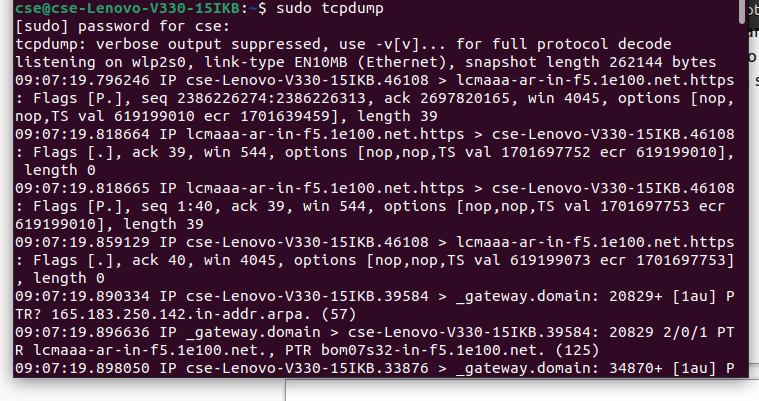 cse@cse-Lenovo-V330-15IKB:~$ sudo tcpdump
[sudo] password for cse:
tcpdump: verbose output suppressed, use -v[v]... for full protocol decode
listening on wlp2s0, link-type EN10MB (Ethernet), snapshot length 262144 bytes
09:07:19.796246 IP cse-Lenovo-V330-15IKB.46108 > lcmaaa-ar-in-f5.1e100.net.https
: Flags [P.], seq 2386226274:2386226313, ack 2697820165, win 4045, options [nop,
nop,TS val 619199010 ecr 1701639459], length 39
09:07:19.818664 IP lcmaaa-ar-in-f5.1e100.net.https > cse-Lenovo-V330-15IKB.46108
: Flags [.], ack 39, win 544, options [nop,nop,TS val 1701697752 ecr 619199010],
 length 0
09:07:19.818665 IP lcmaaa-ar-in-f5.1e100.net.https > cse-Lenovo-V330-15IKB.46108
: Flags [P.], seq 1:40, ack 39, win 544, options [nop,nop,TS val 1701697753 ecr
619199010], length 39
09:07:19.859129 IP cse-Lenovo-V330-15IKB.46108 > lcmaaa-ar-in-f5.1e100.net.https
: Flags [.], ack 40, win 4045, options [nop,nop,TS val 619199073 ecr 1701697753]
, length 0
09:07:19.890334 IP cse-Lenovo-V330-15IKB.39584 > _gateway.domain: 20829+ [1au] P
TR? 165.183.250.142.in-addr.arpa. (57)
09:07:19.896636 IP _gateway.domain > cse-Lenovo-V330-15IKB.39584: 20829 2/0/1 PT
R lcmaaa-ar-in-f5.1e100.net., PTR bom07s32-in-f5.1e100.net. (125)
09:07:19.898050 IP cse-Lenovo-V330-15IKB.33876 > _gateway.domain: 34870+ [1au] P